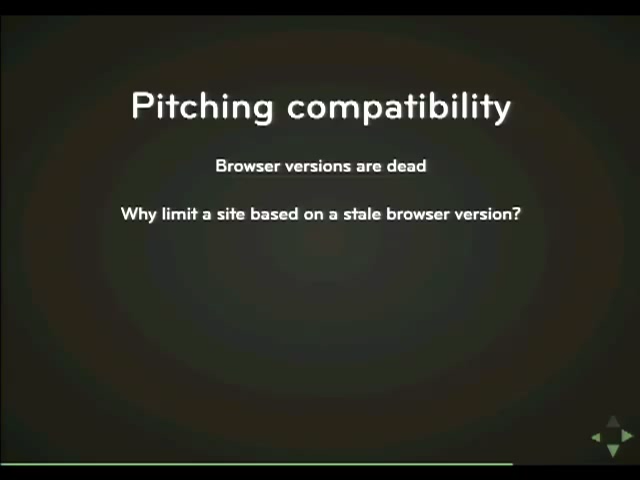 Pitching compatibility
Browser versions are dead
Why limit a site based on a stale browser version?